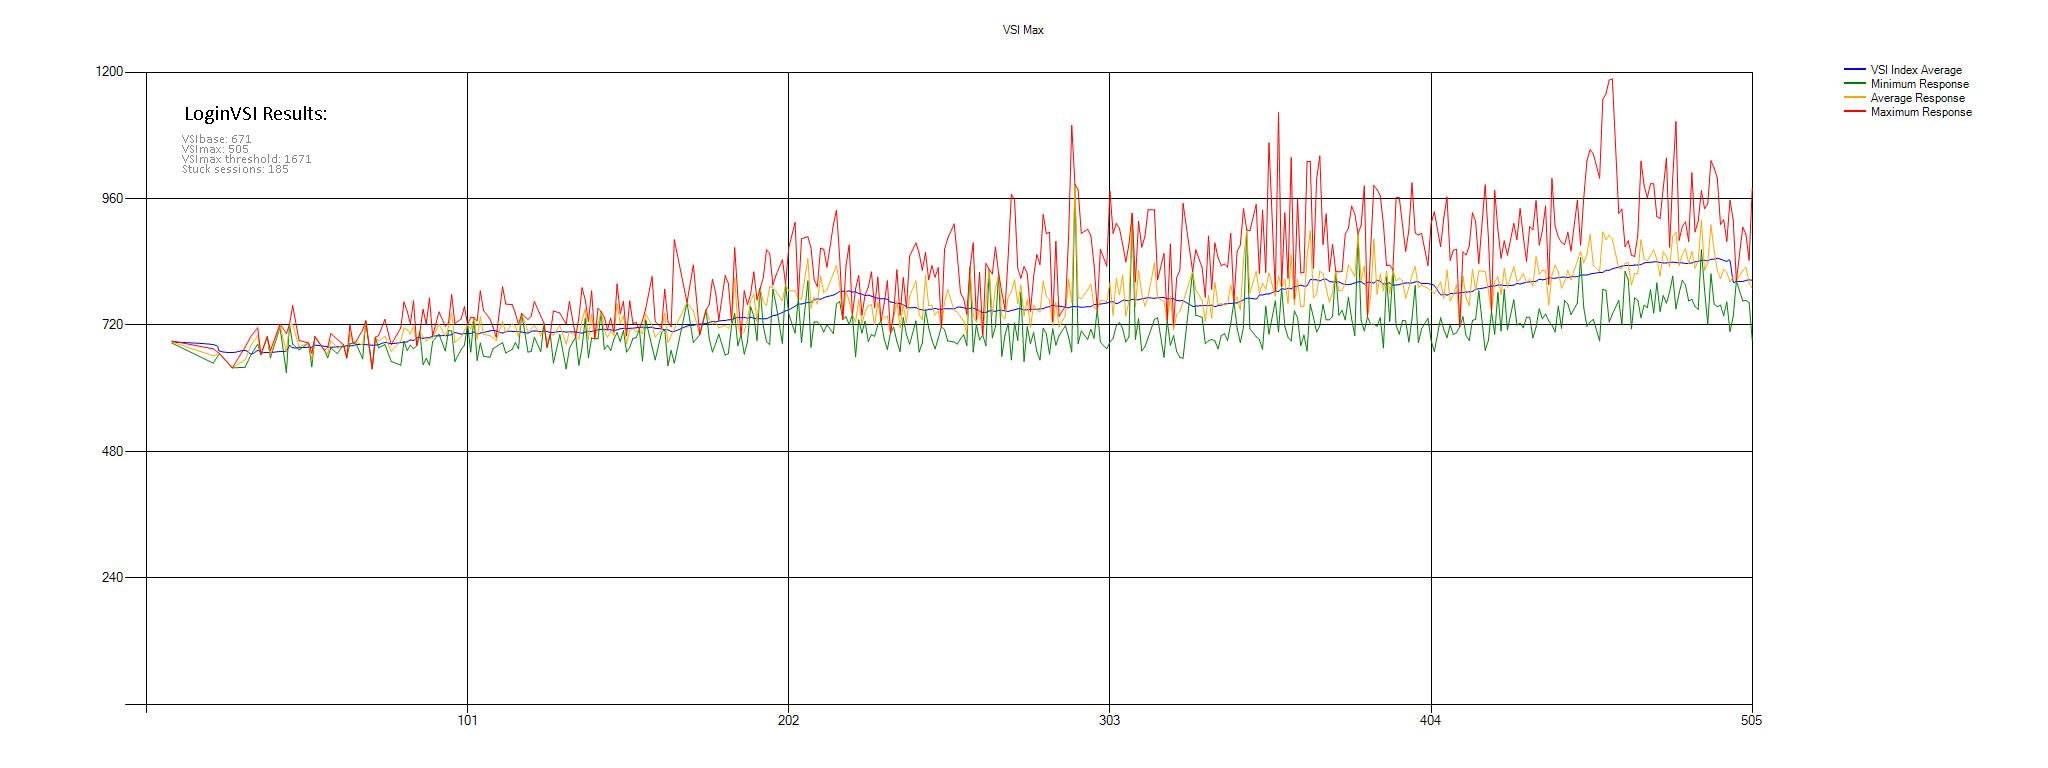 VSI Max
1200
960
720
480
240
LoginVSI Results:
VSIbase: 671
VSImax: 505
VSImax threshold: 1671
Stuck sessions: 185
VSI Index Average
Minimum Response
Average Response
Maximum Response
101
202
303
404
505